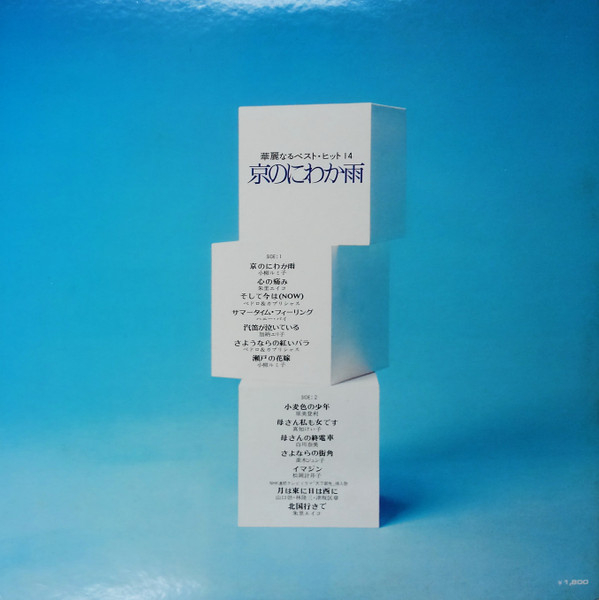 華麗なるベスト・ヒット14
京のにわか雨
SIDE:1
京のにわか雨
小柳ルミ子
心の痛み
朱里エイコ
そして今は(NOW)
ペドロ&カプリシャス
サマータイム・フィーリング
ハニー・
汽笛が泣いている
さようならの紅いバラ
ペドロ&カプリシャス
瀬戸の花嫁
小柳ルミ子
SIDE:2
小麦色の少年
母さん私も女です
母さんの終電車
さよならの街角
イマジン
月は東に日は西に
北国行きで
朱里エイコ
¥1,800